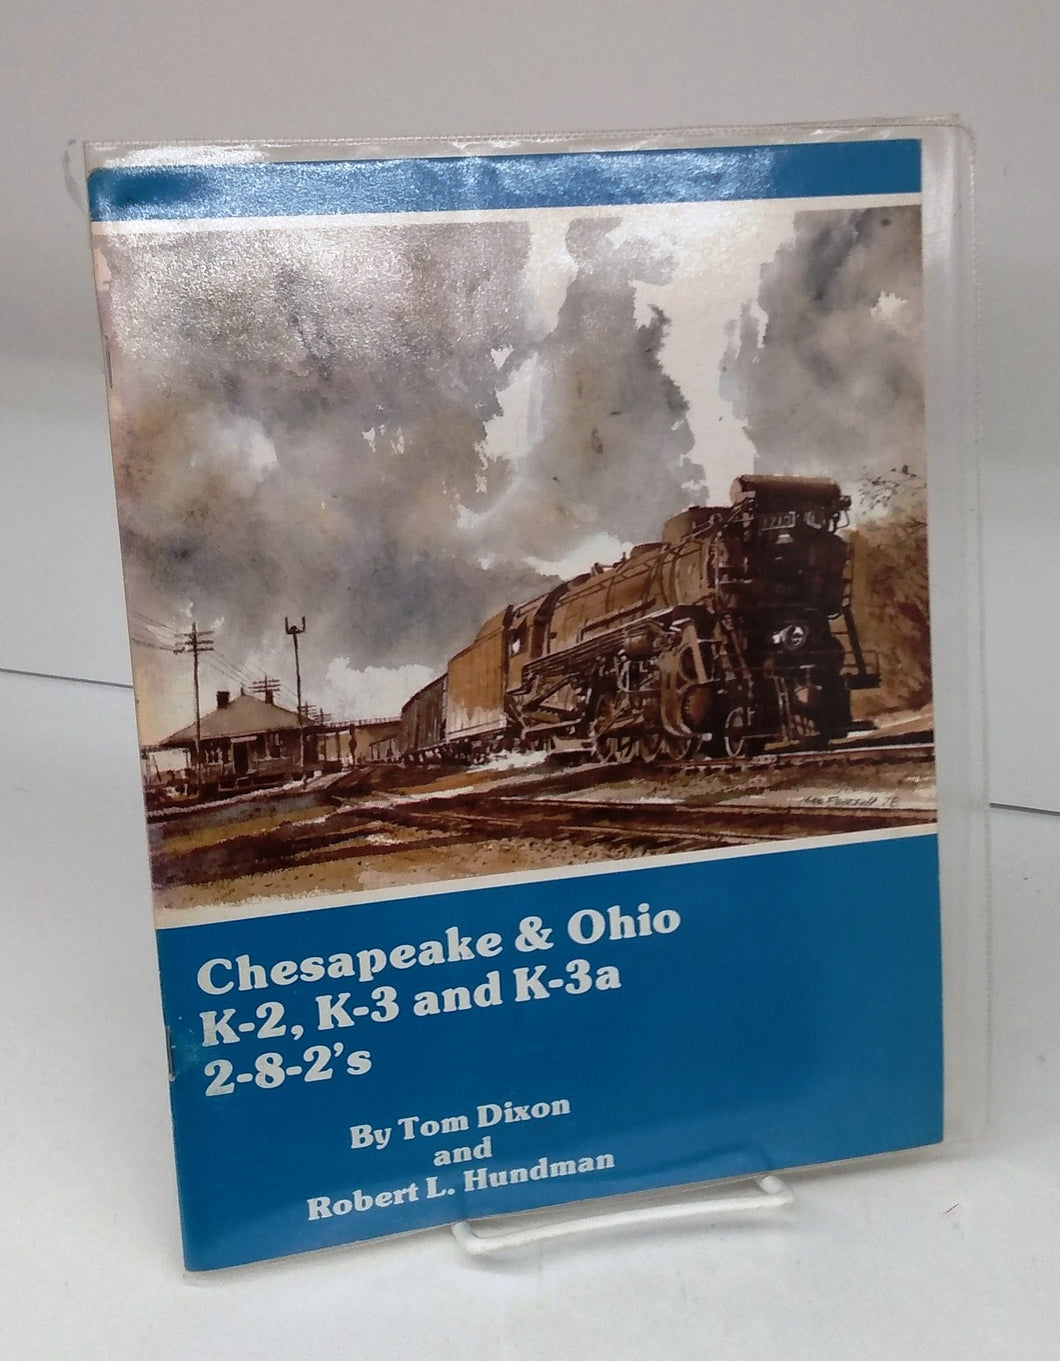 Chesapeake & Ohio
K-2, K-3 and K-3a
2-8-2's
By Tom Dixon
and
Robert L. Hundman